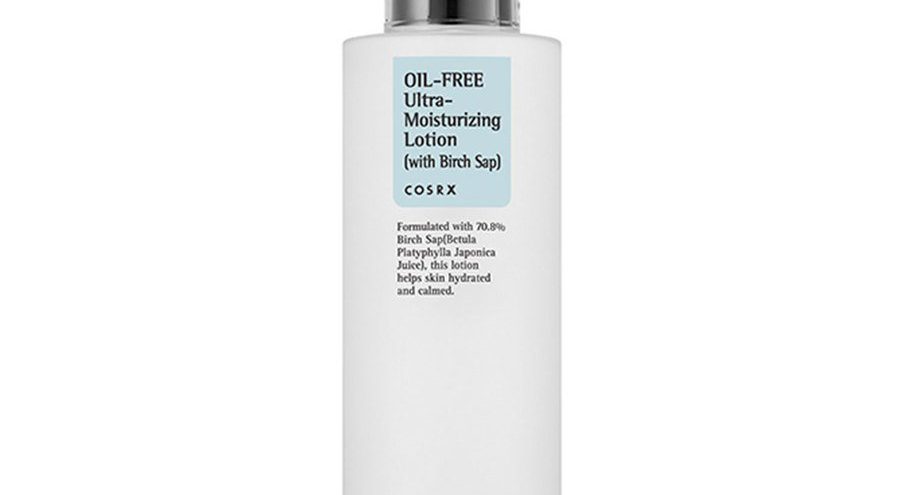 OIL-FREE
Ultra-
Moisturizing
Lotion
(with Birch Sap)
COSRX
Formulated with 70.8%
Birch Sap(Betula
Platyphylla Japonica
Juice), this lotion
helps skin hydrated
and calmed.